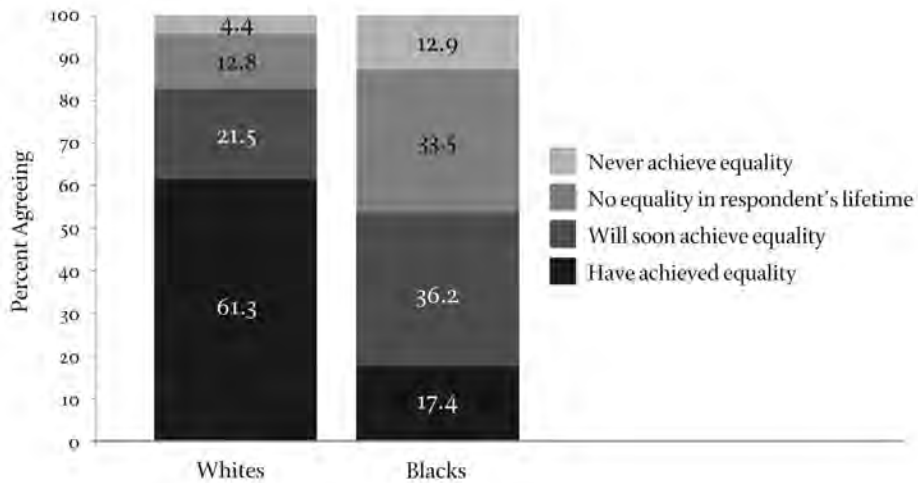 100
90
80
70
60
50
40
30
20
10
0
Percent Agreeing
4.4
12.8
21.5
61.3
12.9
33.5
36.2
17.4
Never achieve equality
No equality in respondent's lifetime
Will soon achieve equality
Have achieved equality
Whites
Blacks